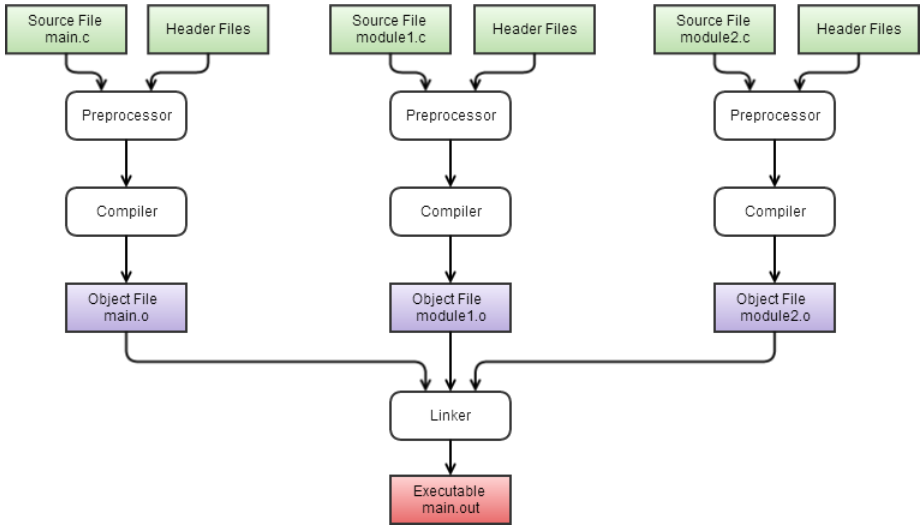 Source File
main.c
Header Files
Source File
module1.c
Header Files
Source File
module2.c
Header Files
Preprocessor
Preprocessor
Preprocessor
Compiler
Compiler
Compiler
Object File
main.o
Object File
module1.o
Object File
module2.o
Linker
Executable
main.out